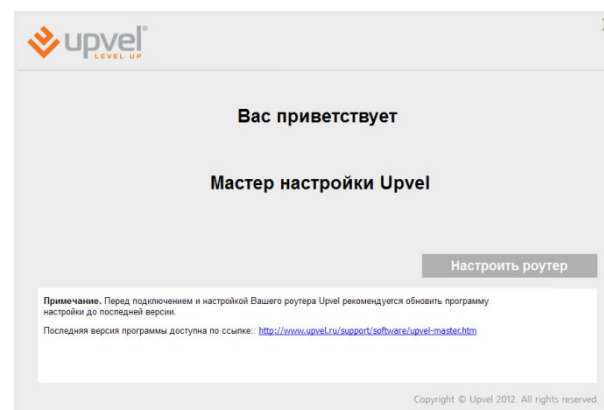 upvel
LEVEL UP
Вас приветствует
Мастер настройки Upvel
Настроить роутер
Примечание. Перед подключением и настройкой Вашего роутера Upvel рекомендуется обновить программу
настройки до последней версии.
Последняя версия программы доступна по ссылке:: http://www.upvel.ru/support/software/upvel-master.htm
Copyright © Upvel 2012. All rights reserved.